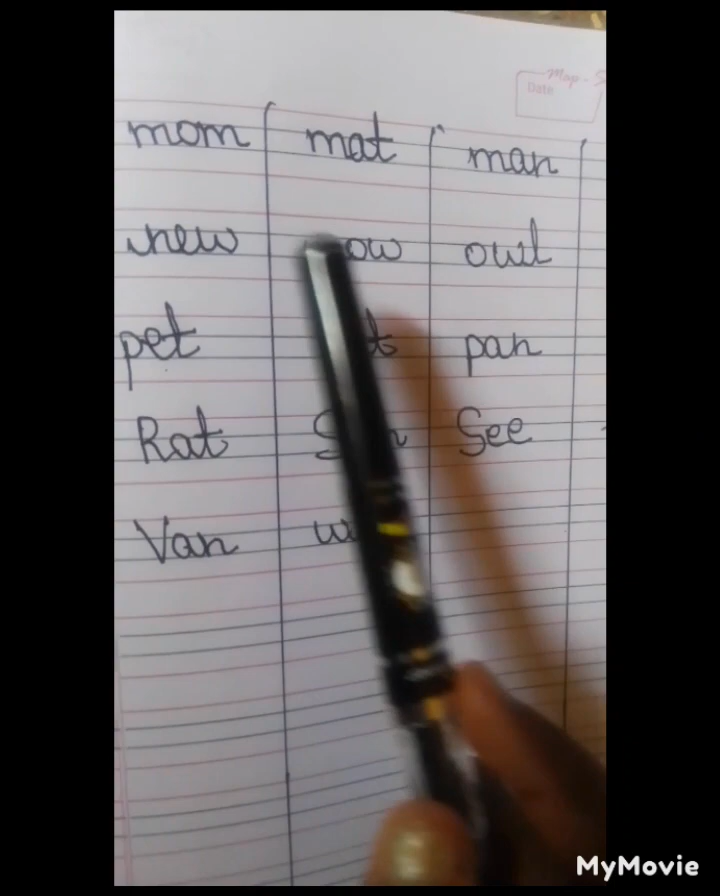 Date
mom mat man
new owl
pet pan
Rat See
Van
MyMovie